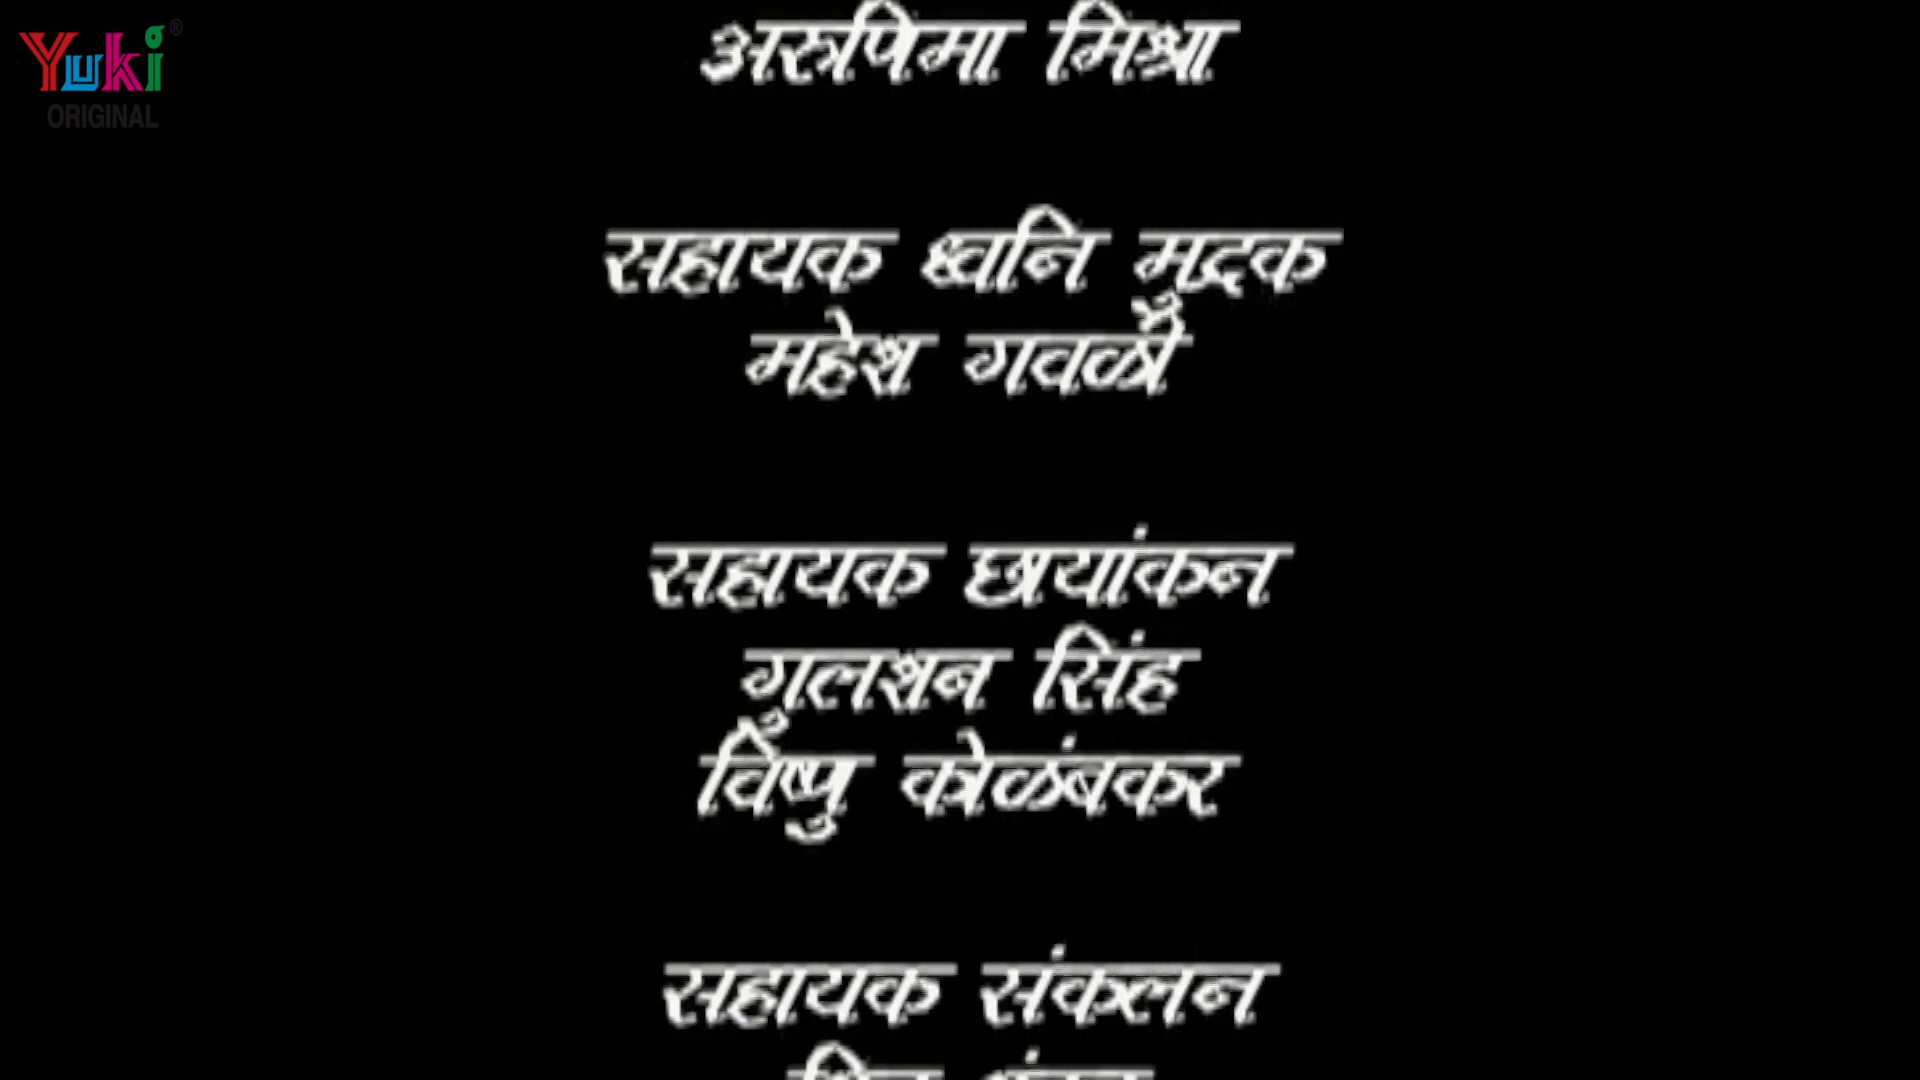 Yuki®
ORIGINAL
अरुणिमा मिश्रा
सहायक ध्वनि मुद्रक
महेश गवळी
सहायक छायांकन
गुलशन सिंह
विष्णु कोळंबकर
सहायक संकलन